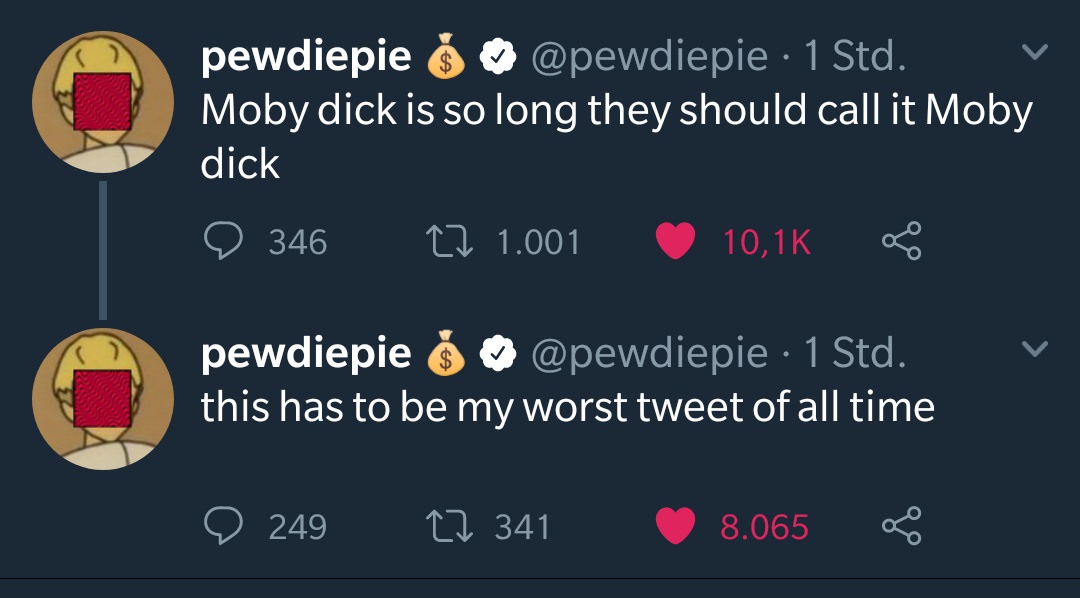 pewdiepie 💰 @pewdiepie · 1 Std.
Moby dick is so long they should call it Moby
dick
346 1.001 10,1K
pewdiepie 💰 @pewdiepie · 1 Std.
this has to be my worst tweet of all time
249 341 8.065